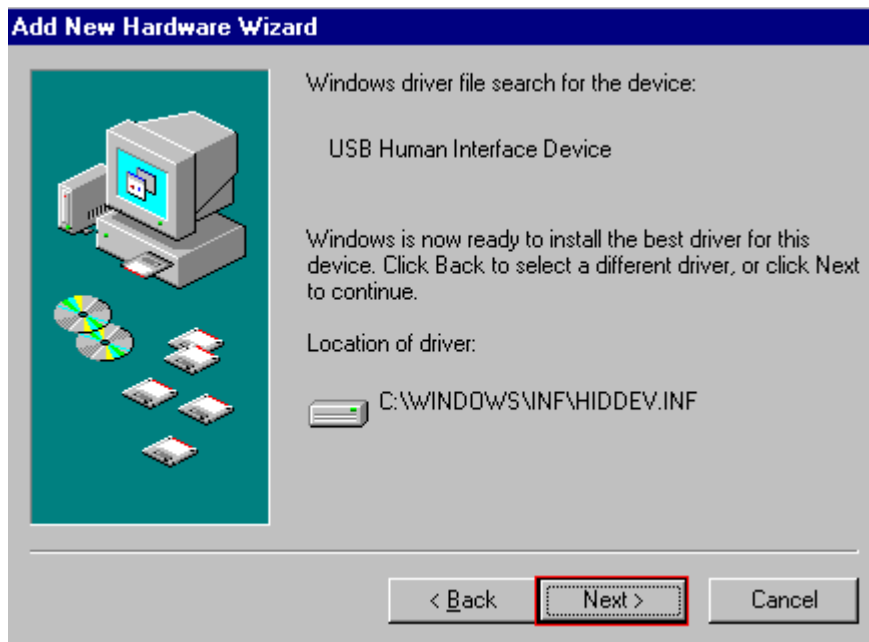 Add New Hardware Wizard
Windows driver file search for the device:
USB Human Interface Device
Windows is now ready to install the best driver for this
device. Click Back to select a different driver, or click Next
to continue.
Location of driver:
C:\WINDOWS\INF\HIDDEV.INF
< Back
Next >
Cancel